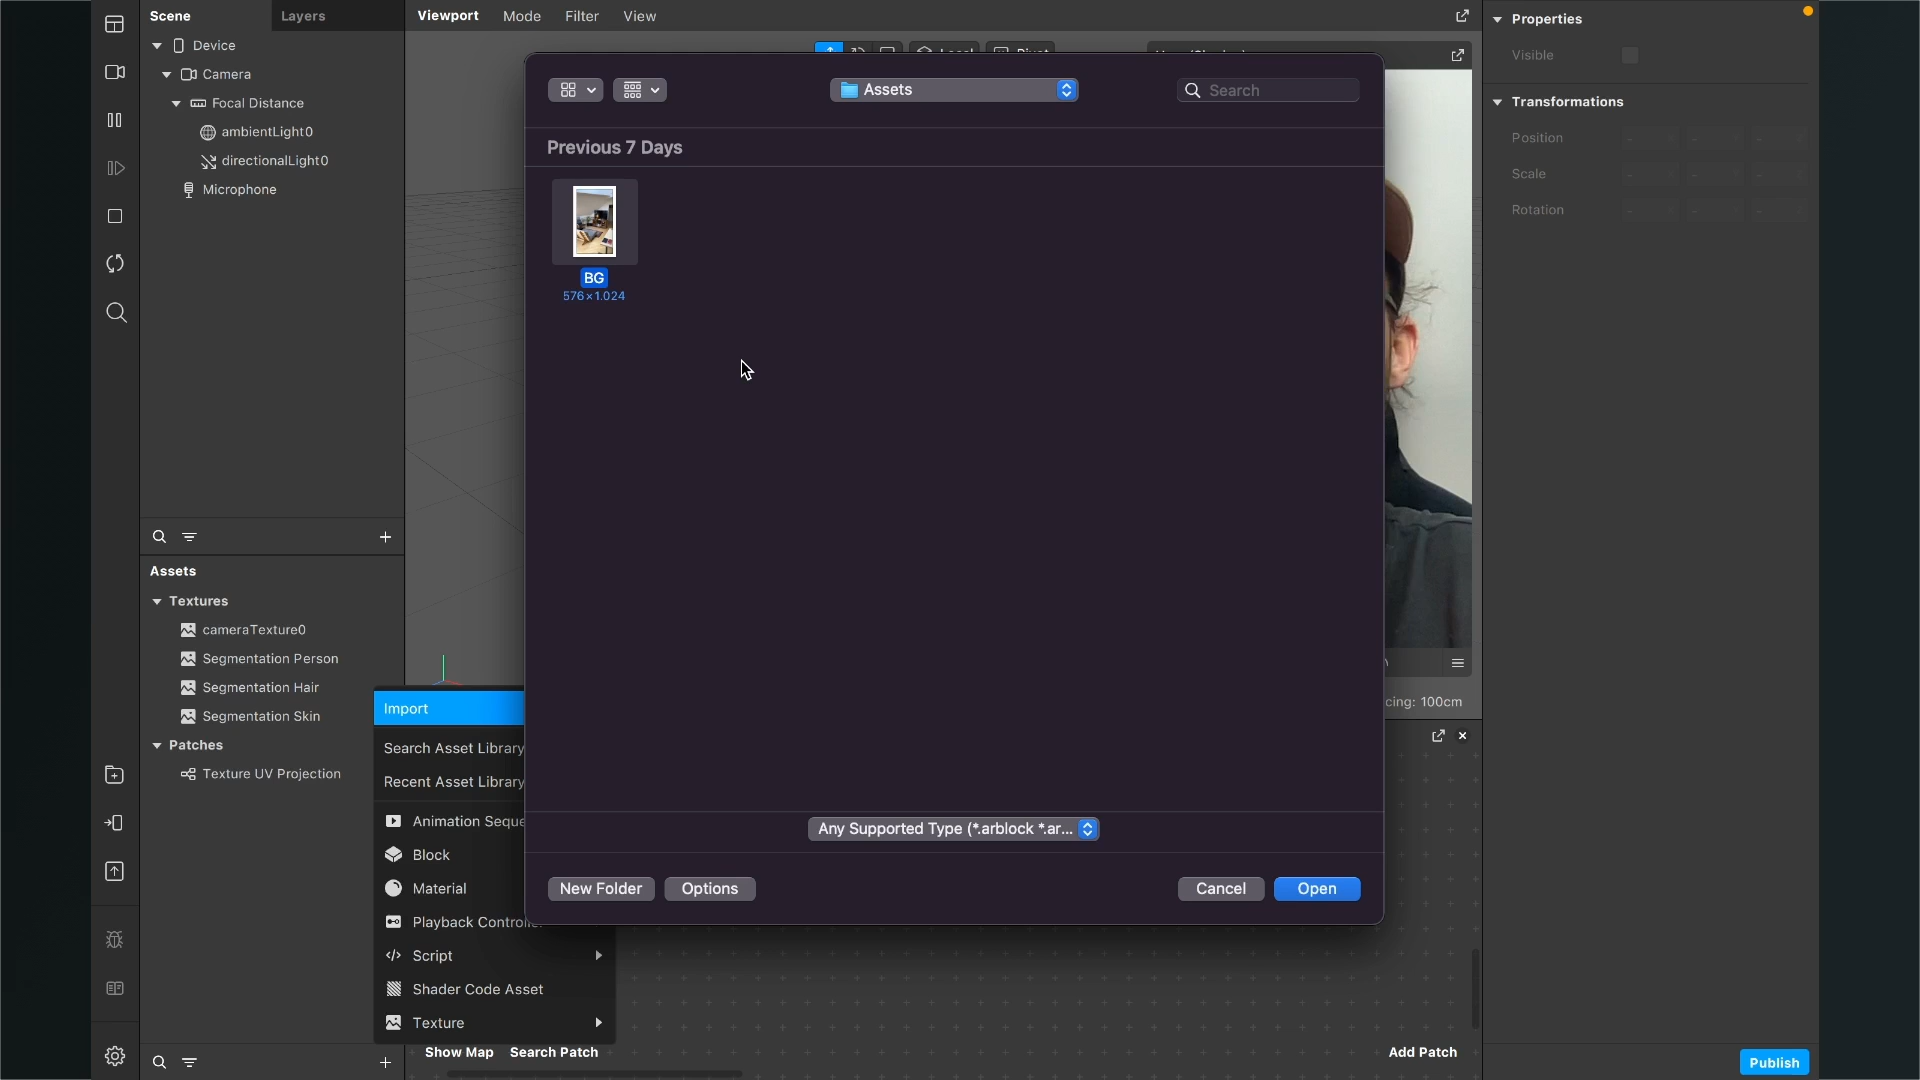 Scene
Layers
Viewport
Mode
Filter
View
Properties
Device
Camera
Focal Distance
ambientLight0
directionalLight0
Microphone
Visible
Transformations
Position
Scale
Rotation
Assets
Search
Previous 7 Days
BG
576×1.024
Assets
Textures
cameraTexture0
Segmentation Person
Segmentation Hair
Segmentation Skin
Patches
Texture UV Projection
Import
Search Asset Library
Recent Asset Library
Animation Seque
Block
Material
Playback Controlle
Script
Shader Code Asset
Texture
cing: 100cm
Any Supported Type (*.arblock *.ar...
New Folder
Options
Cancel
Open
Show Map
Search Patch
Add Patch
Publish